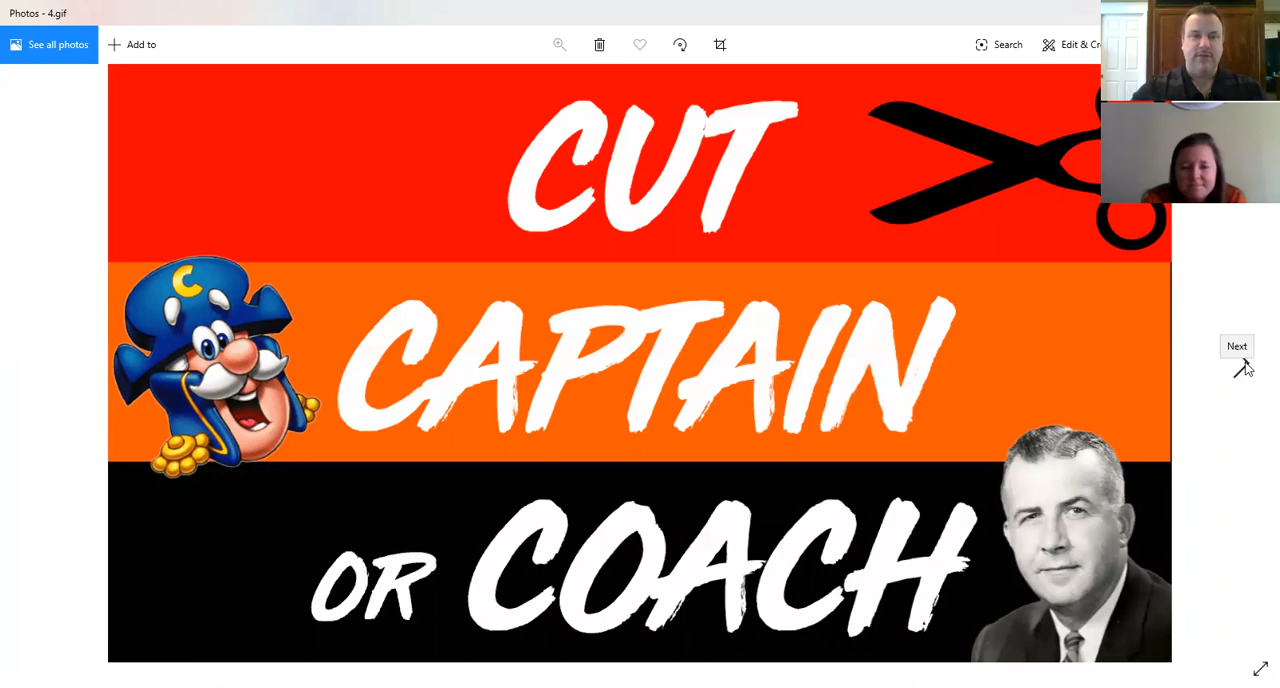 Photos - 4.gif
See all photos
Add to
Search
Edit & Cr
CUT
C
CAPTAIN
Next
OR COACH